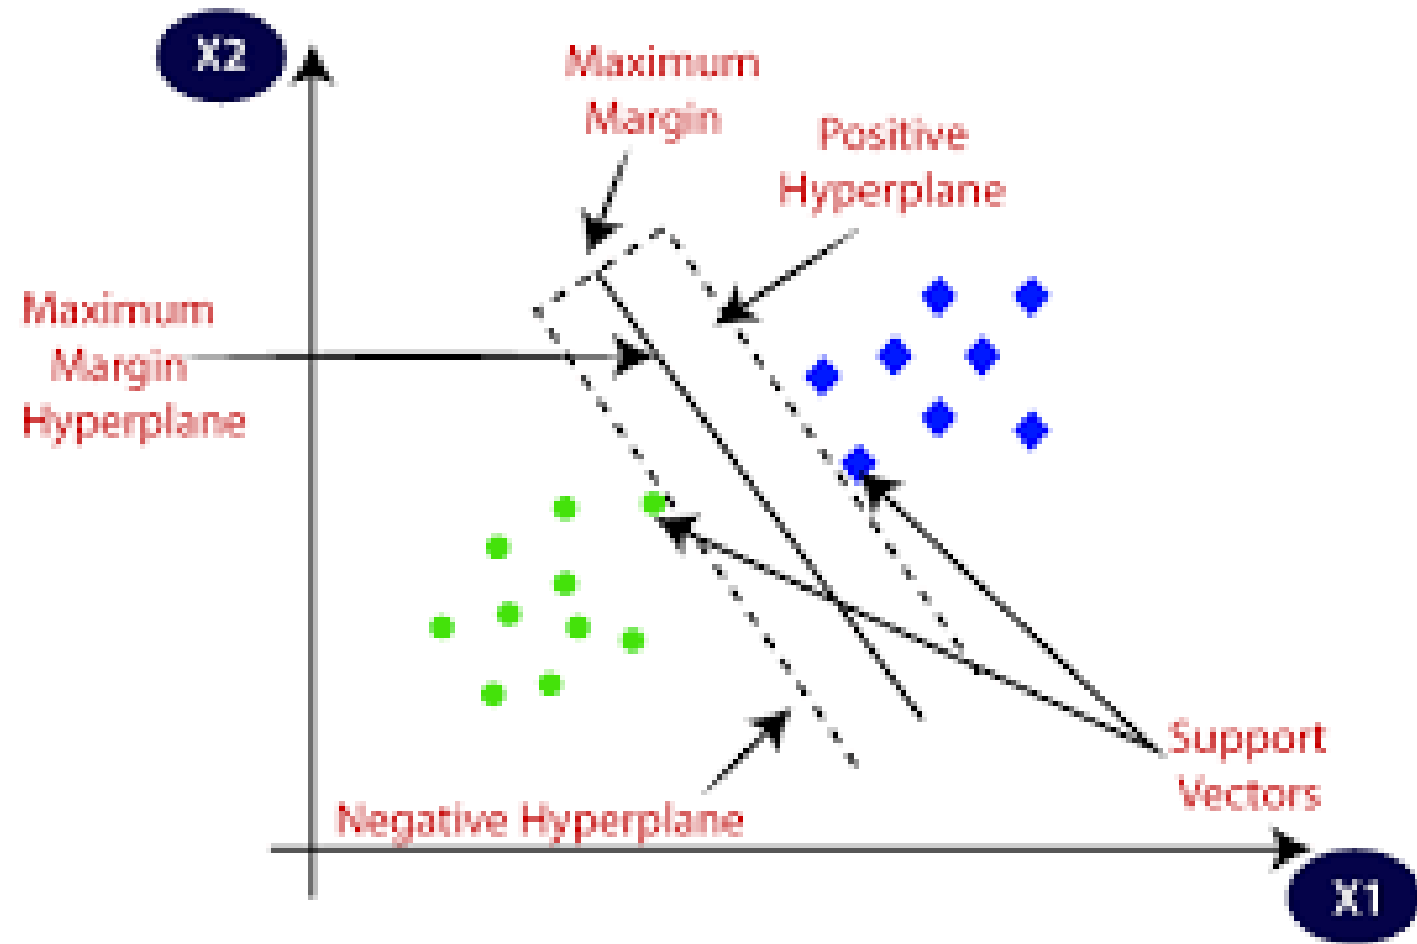 X2
Maximum
Margin
Positive
Hyperplane
Maximum
Margin
Hyperplane
Support
Vectors
Negative Hyperplane
X1